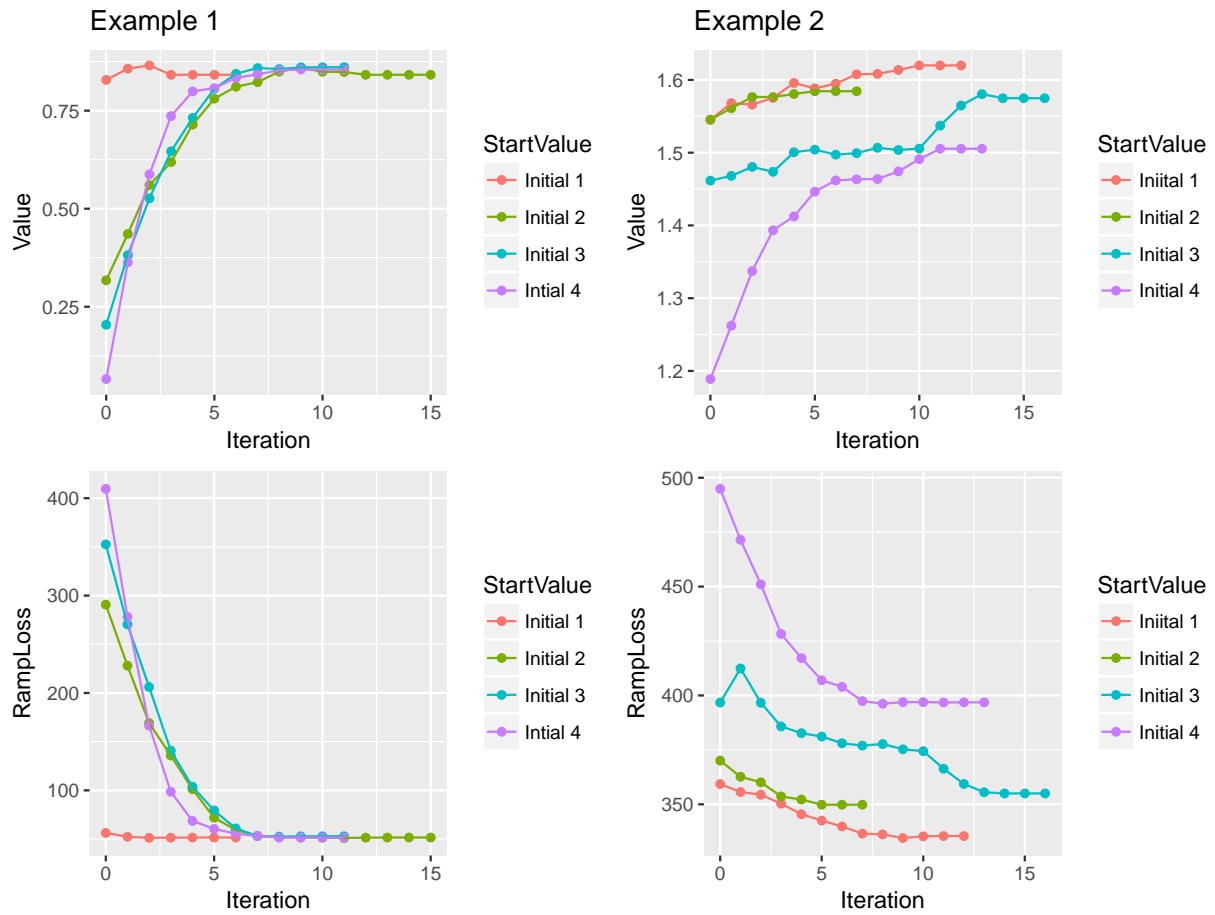 Example 1
Value
0.75
0.50
0.25
0
5
10
15
Iteration
StartValue
Initial 1
Initial 2
Initial 3
Intial 4
Example 2
Value
1.6
1.5
1.4
1.3
1.2
0
5
10
15
Iteration
StartValue
Iniital 1
Initial 2
Initial 3
Initial 4
RampLoss
400
300
200
100
0
5
10
15
Iteration
StartValue
Initial 1
Initial 2
Initial 3
Intial 4
RampLoss
500
450
400
350
0
5
10
15
Iteration
StartValue
Iniital 1
Initial 2
Initial 3
Initial 4